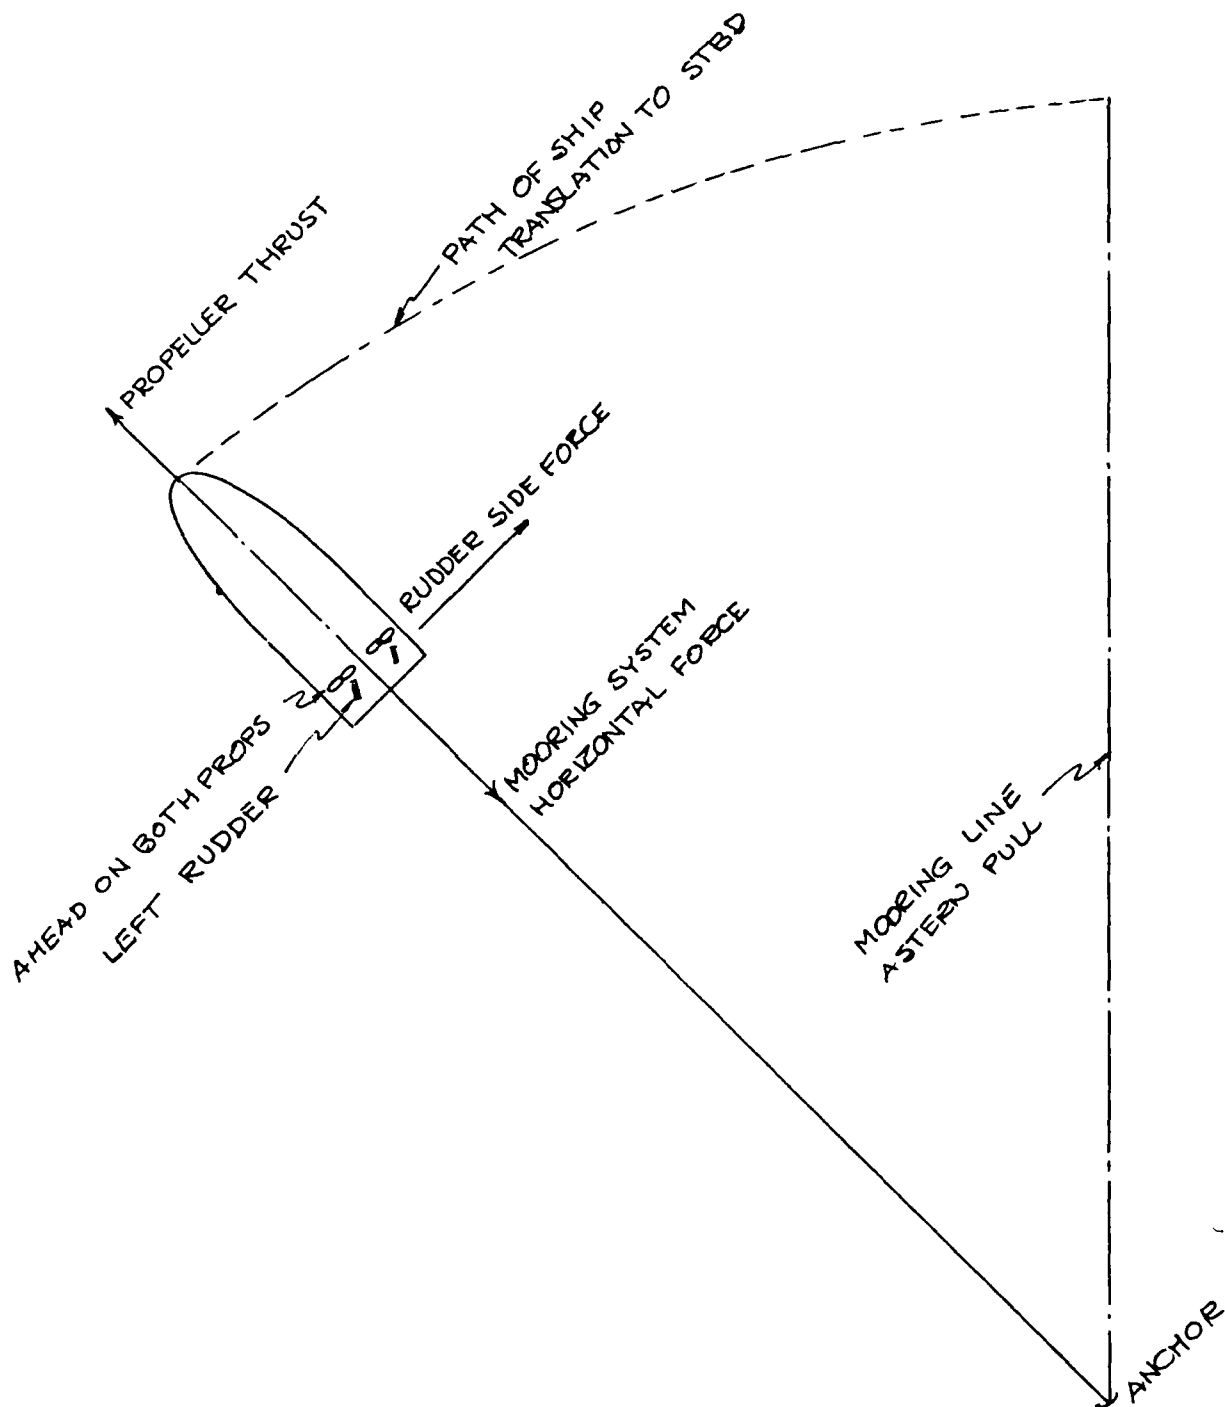 PATH OF SHIP
TRANSLATION TO STBD
PROPELLER THRUST
RUDDER SIDE FORCE
MOORING SYSTEM
HORIZONTAL FORCE
AHEAD ON BOTH PROPS
LEFT RUDDER
MOORING LINE
ASTERN PULL
ANCHOR